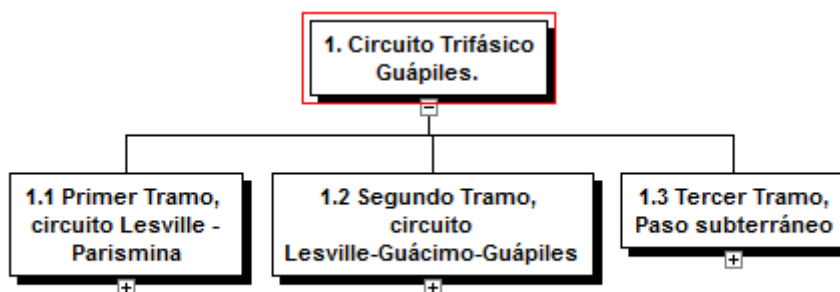 1. Circuito Trifásico
Guápiles.
1.1 Primer Tramo,
circuito Lesville -
Parismina
1.2 Segundo Tramo,
circuito
Lesville-Guácimo-Guápiles
1.3 Tercer Tramo,
Paso subterráneo